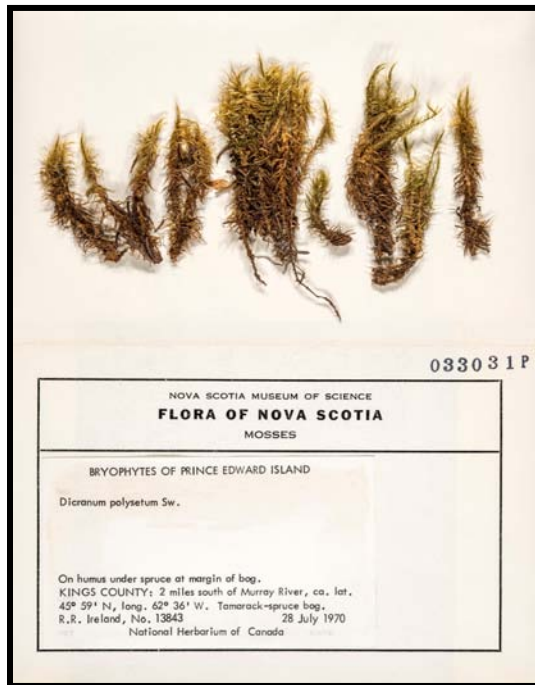 033031P
NOVA SCOTIA MUSEUM OF SCIENCE
FLORA OF NOVA SCOTIA
MOSSES
BRYOPHYTES OF PRINCE EDWARD ISLAND
Dicranum polysetum Sw.
On humus under spruce at margin of bog.
KINGS COUNTY: 2 miles south of Murray River, ca. lat.
45° 59' N, long. 62° 36' W. Tamarack-spruce bog.
R.R. Ireland, No. 13843 28 July 1970
National Herbarium of Canada